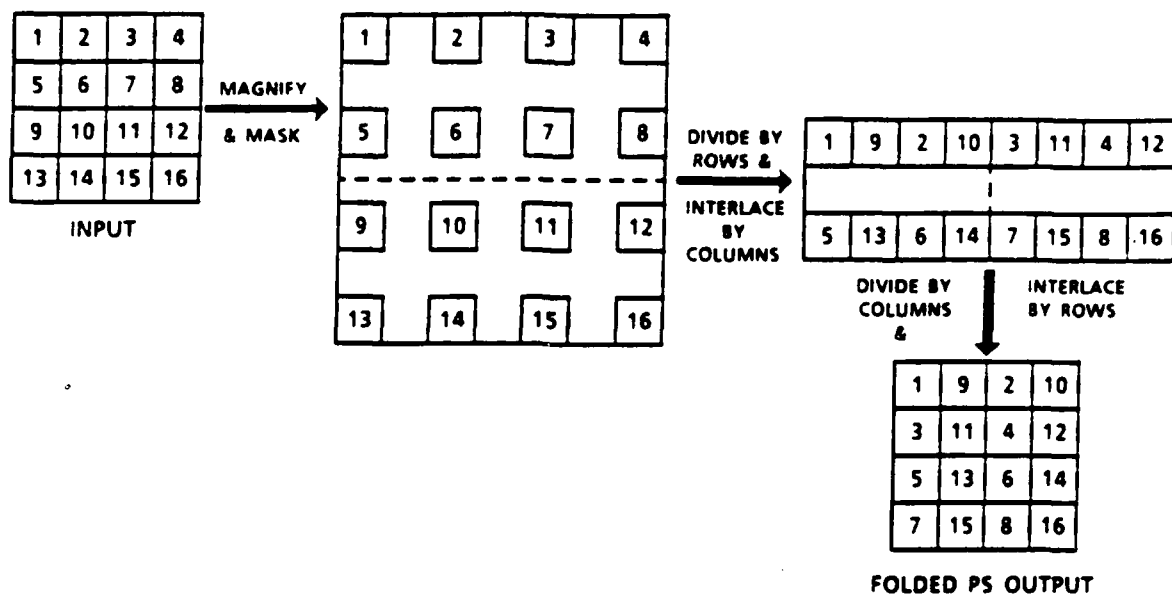 1 2 3 4
5 6 7 8
9 10 11 12
13 14 15 16
INPUT
MAGNIFY
& MASK
1 2 3 4
5 6 7 8
9 10 11 12
13 14 15 16
DIVIDE BY
ROWS &
INTERLACE
BY
COLUMNS
1 9 2 10 3 11 4 12
5 13 6 14 7 15 8 16
DIVIDE BY
COLUMNS
&
INTERLACE
BY ROWS
1 9 2 10
3 11 4 12
5 13 6 14
7 15 8 16
FOLDED PS OUTPUT